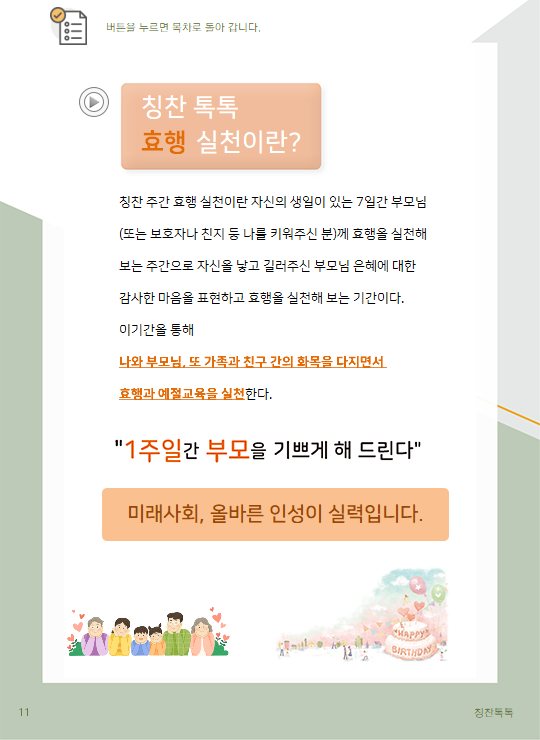 버튼을 누르면 목차로 돌아 갑니다.
칭찬 톡톡
효행 실천이란?
칭찬 주간 효행 실천이란 자신의 생일이 있는 7일간 부모님
(또는 보호자나 친지 등 나를 키워주신 분)께 효행을 실천해
보는 주간으로 자신을 낳고 길러주신 부모님 은혜에 대한
감사한 마음을 표현하고 효행을 실천해 보는 기간이다.
이기간을 통해
나와 부모님, 또 가족과 친구 간의 화목을 다지면서
효행과 예절교육을 실천한다.
"1주일간 부모을 기쁘게 해 드린다"
미래사회, 올바른 인성이 실력입니다.
HAPPY
BIRTHDAY
11
칭찬톡톡